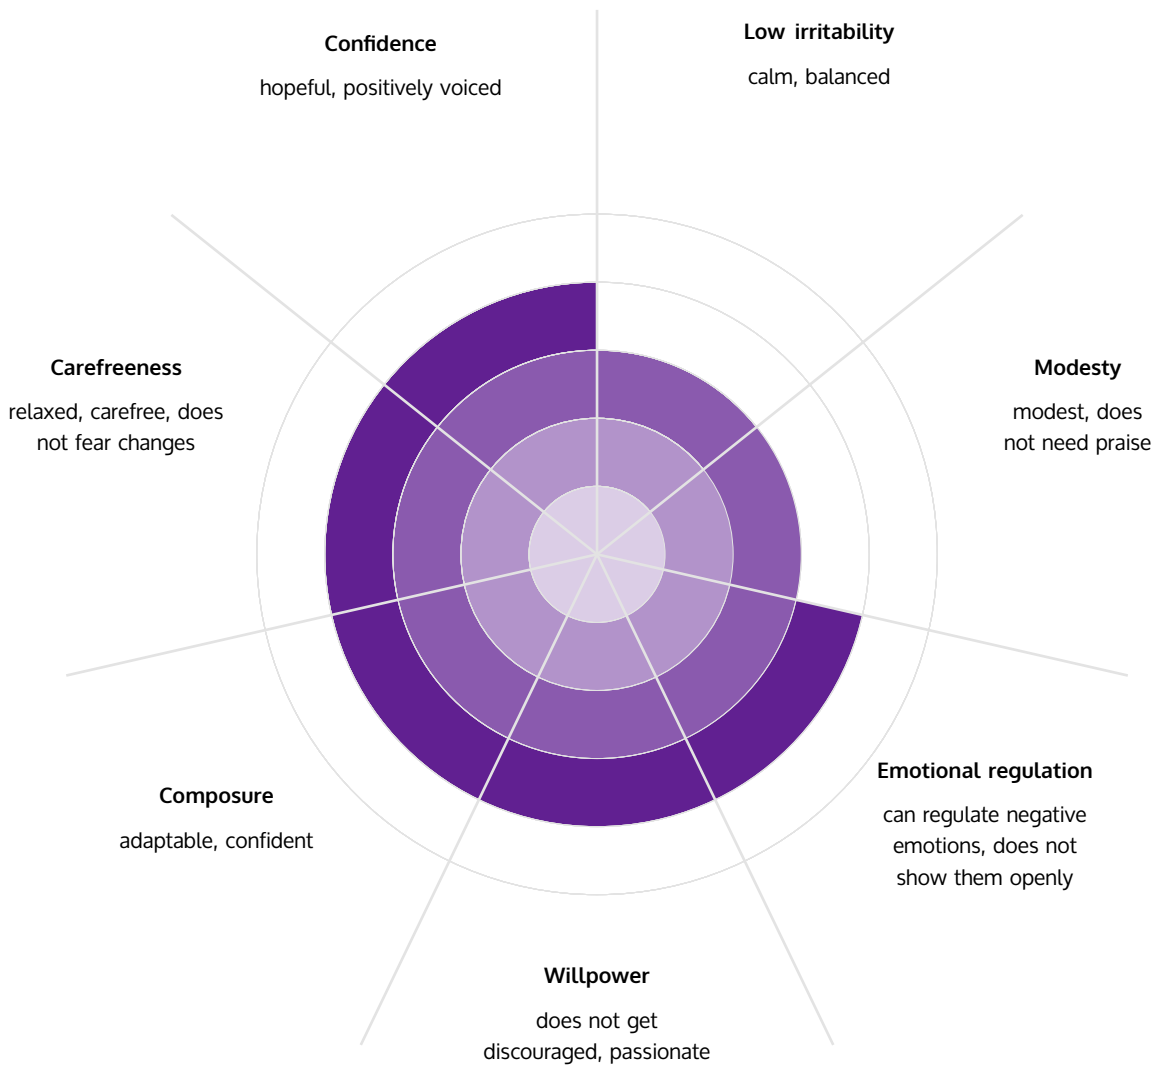 Confidence
hopeful, positively voiced
Low irritability
calm, balanced
Carefreeness
relaxed, carefree, does
not fear changes
Modesty
modest, does
not need praise
Composure
adaptable, confident
Emotional regulation
can regulate negative
emotions, does not
show them openly
Willpower
does not get
discouraged, passionate